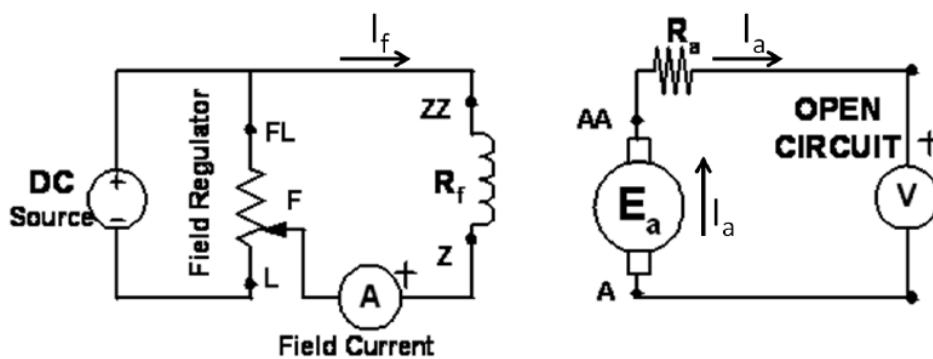 I_f
DC
Source
+
−
Field Regulator
FL
F
L
ZZ
R_f
Z
A
+
Field Current
R_a
I_a
AA
E_a
I_a
A
OPEN
CIRCUIT
+
V